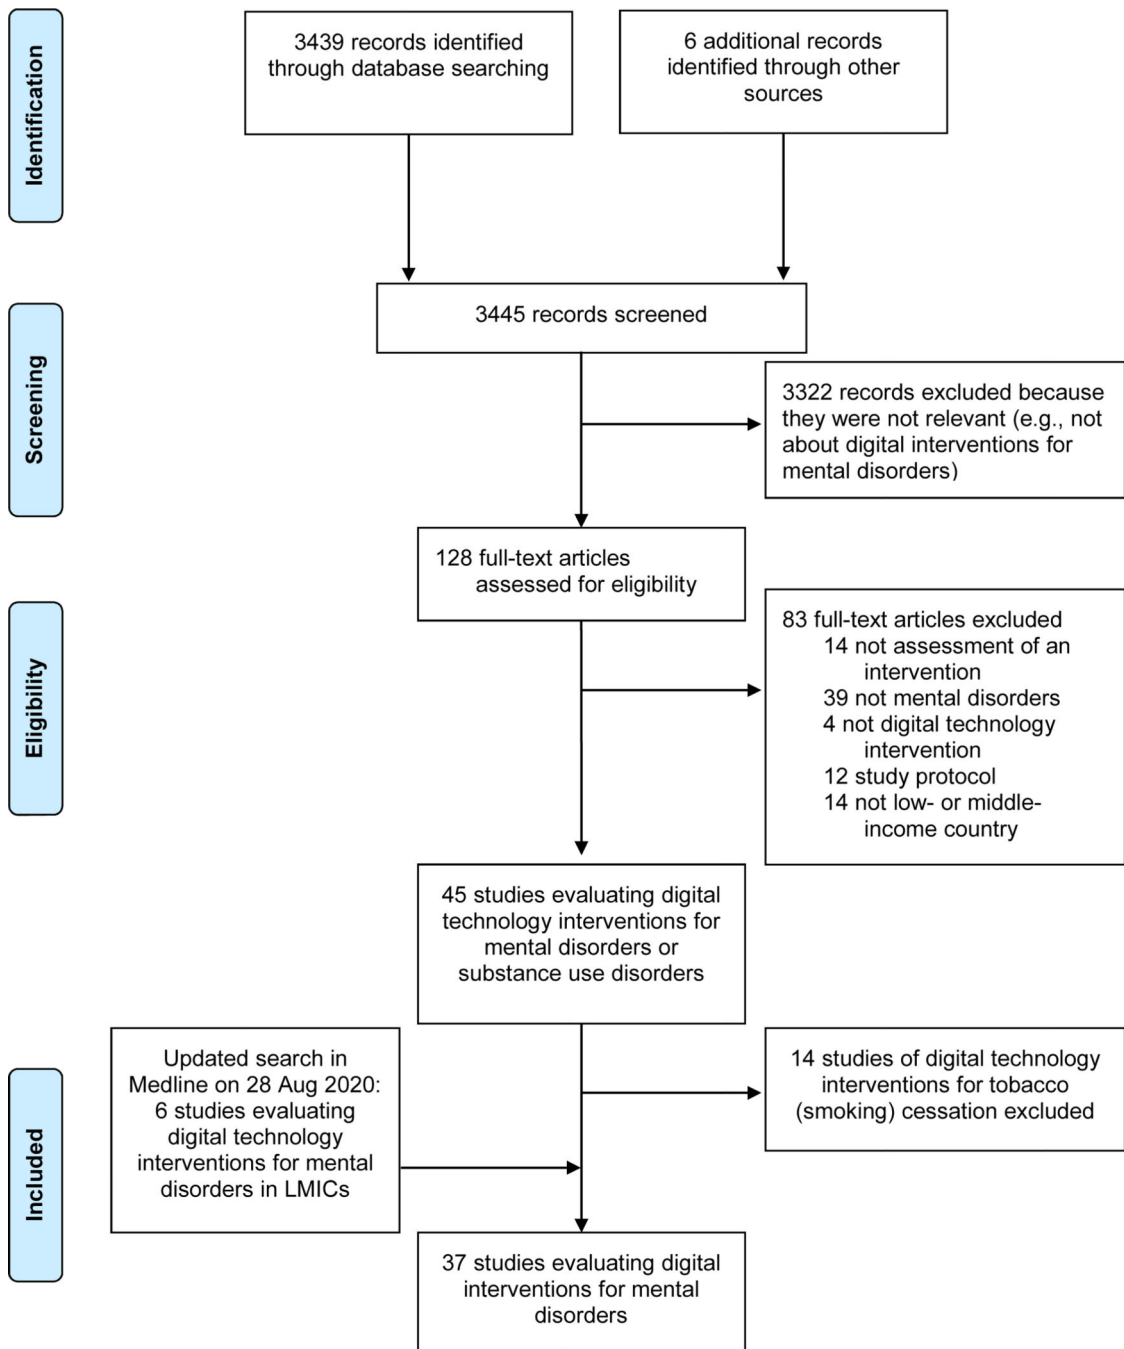 Identification
3439 records identified
through database searching
6 additional records
identified through other
sources
Screening
3445 records screened
3322 records excluded because
they were not relevant (e.g., not
about digital interventions for
mental disorders)
Eligibility
128 full-text articles
assessed for eligibility
83 full-text articles excluded
14 not assessment of an
intervention
39 not mental disorders
4 not digital technology
intervention
12 study protocol
14 not low- or middle-
income country
45 studies evaluating digital
technology interventions for
mental disorders or
substance use disorders
Included
Updated search in
Medline on 28 Aug 2020:
6 studies evaluating
digital technology
interventions for mental
disorders in LMICs
14 studies of digital technology
interventions for tobacco
(smoking) cessation excluded
37 studies evaluating digital
interventions for mental
disorders